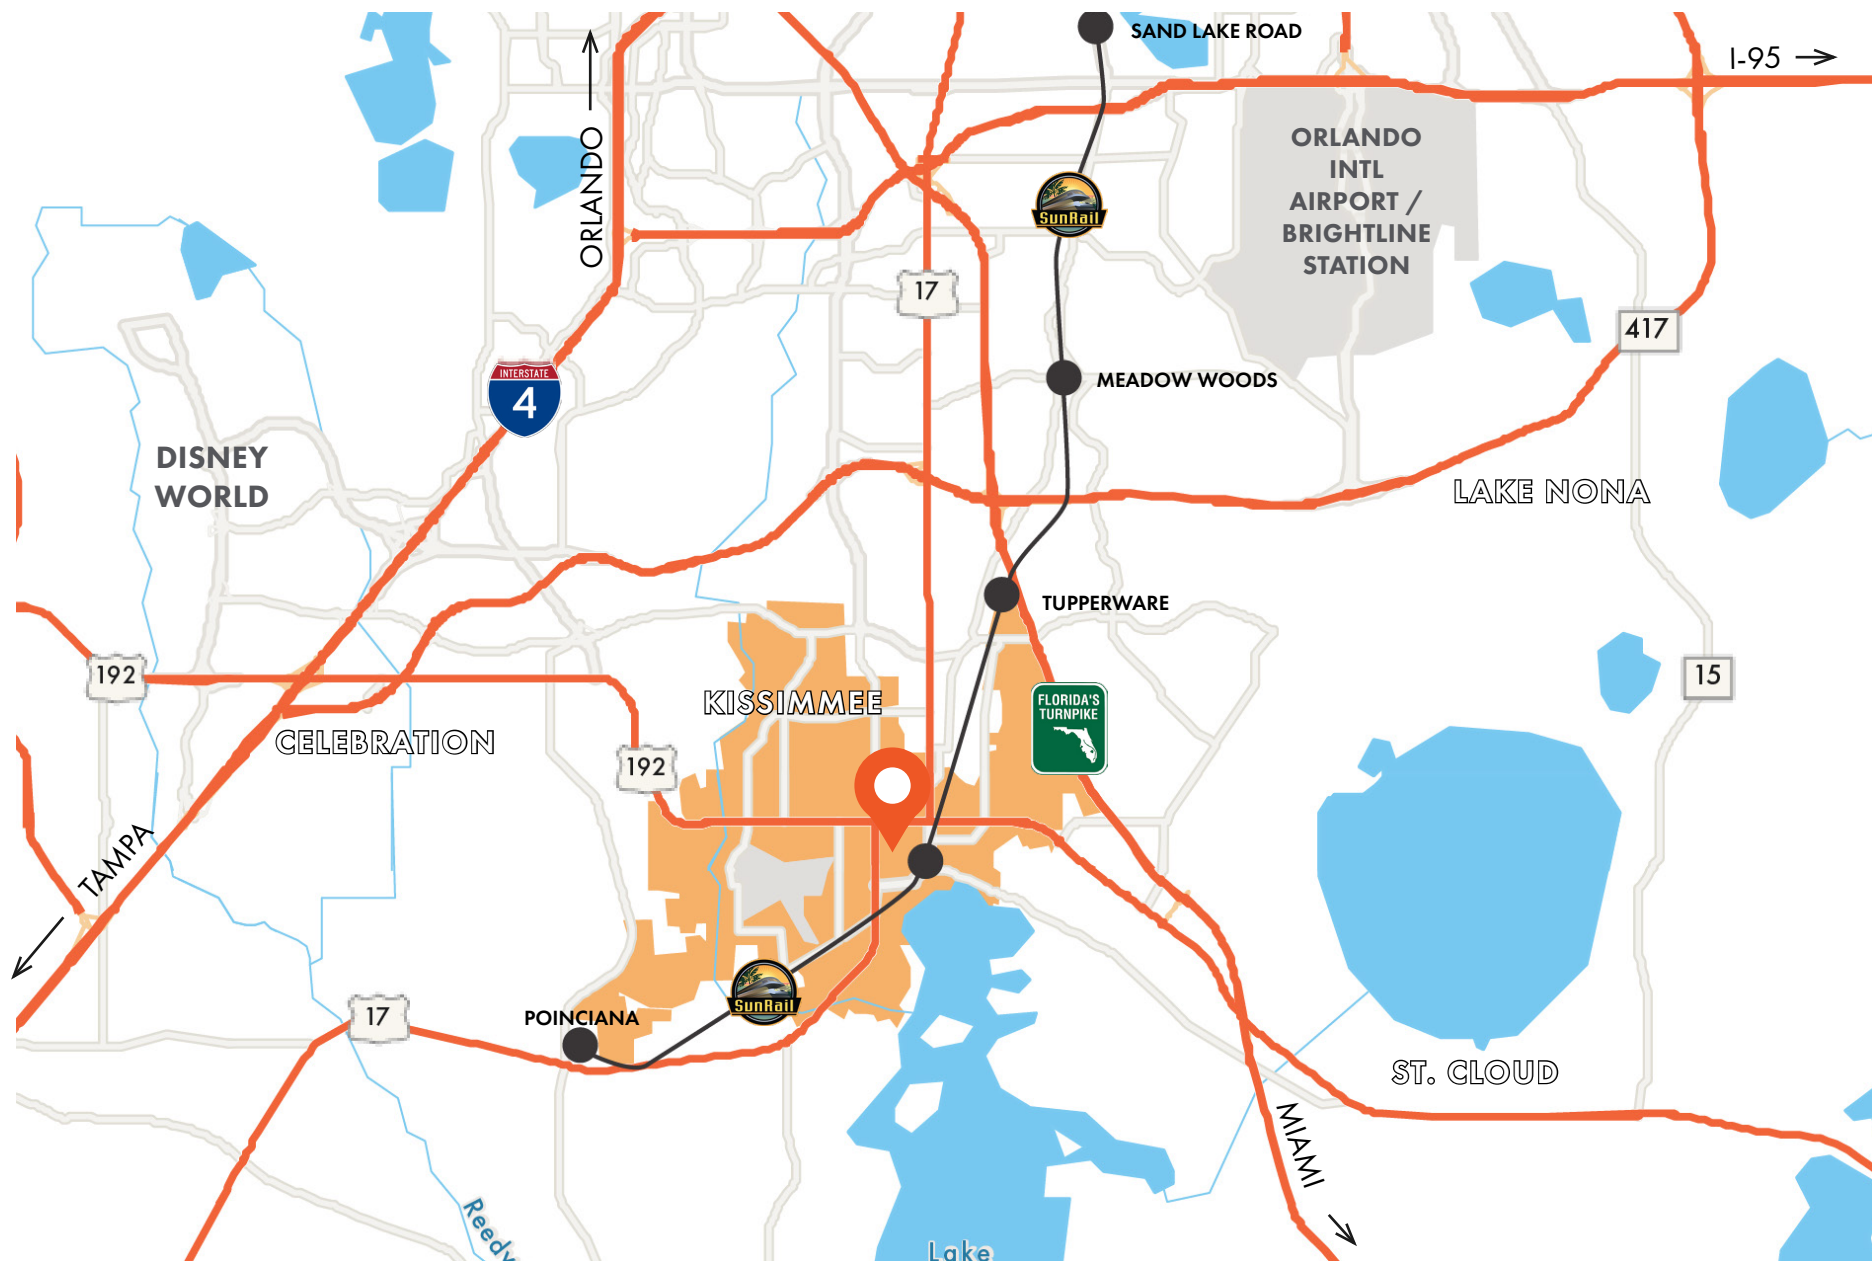 SAND LAKE ROAD
I-95
ORLANDO
ORLANDO
INTL
AIRPORT /
BRIGHTLINE
STATION
SunRail
17
417
INTERSTATE
4
MEADOW WOODS
DISNEY
WORLD
LAKE NONA
TUPPERWARE
192
15
KISSIMMEE
FLORIDA'S
TURNPIKE
CELEBRATION
192
TAMPA
SunRail
17
POINCIANA
ST. CLOUD
MIAMI
Reedy
Lake